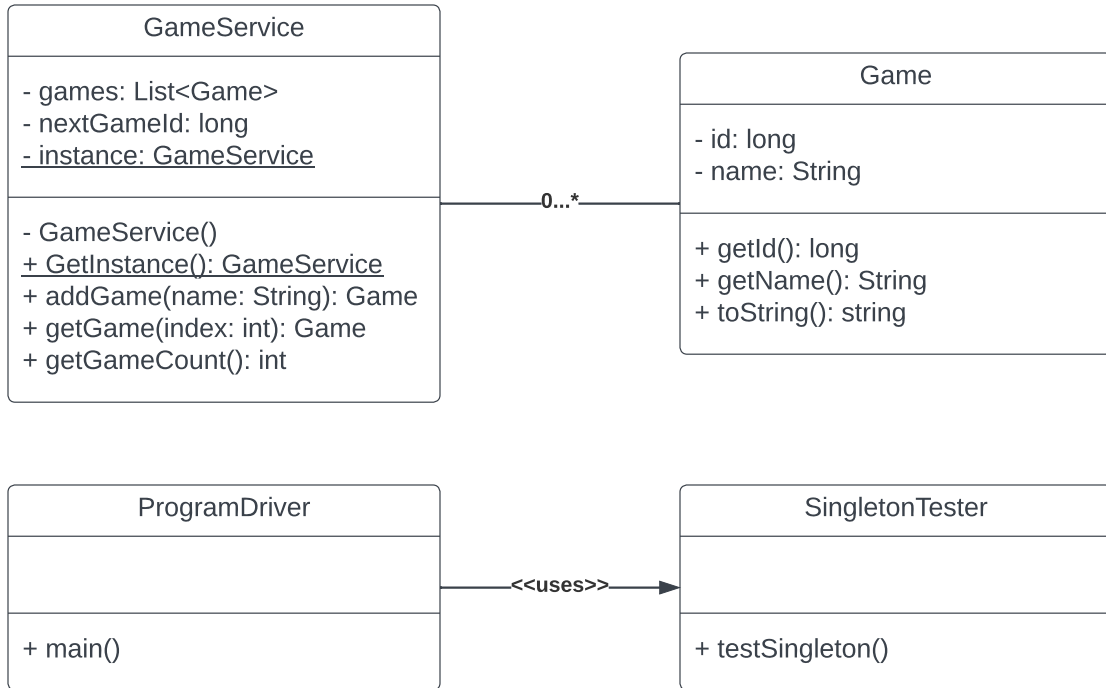 GameService
- games: List<Game>
- nextGameId: long
- instance: GameService
- GameService()
+ GetInstance(): GameService
+ addGame(name: String): Game
+ getGame(index: int): Game
+ getGameCount(): int
0...*
Game
- id: long
- name: String
+ getId(): long
+ getName(): String
+ toString(): string
ProgramDriver
+ main()
<<uses>>
SingletonTester
+ testSingleton()